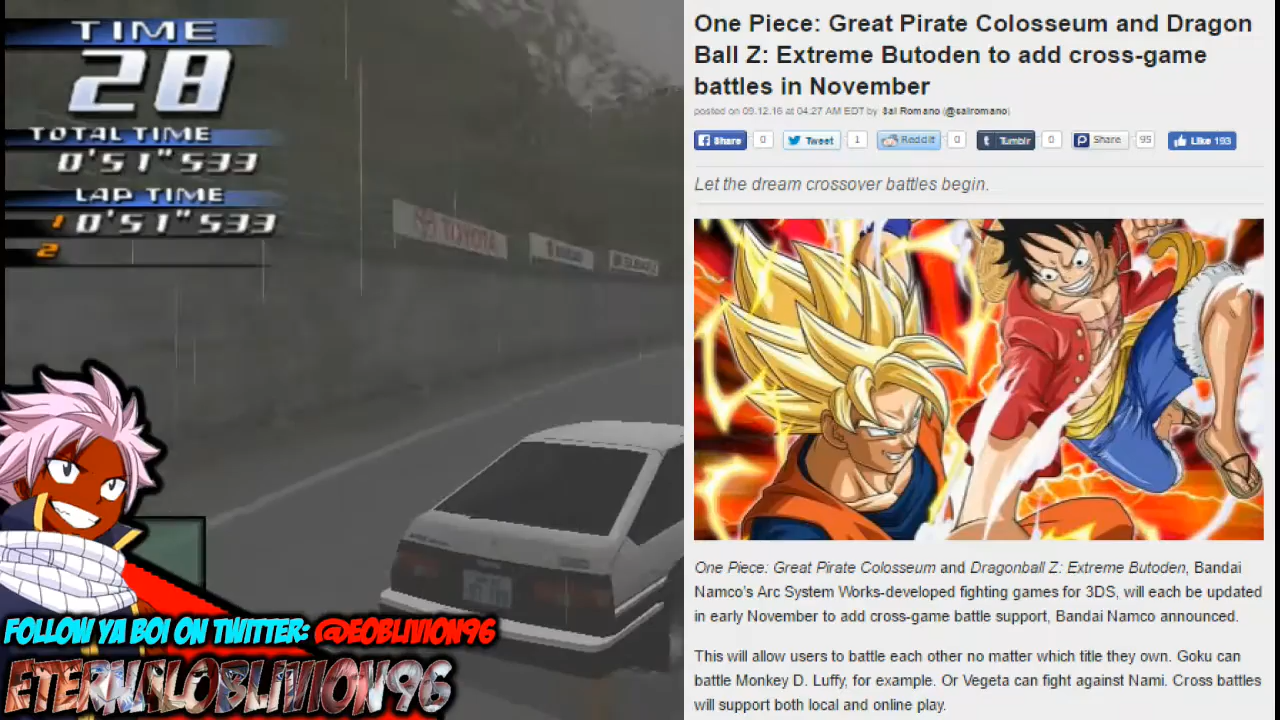 TIME
28
TOTAL TIME
0'51"533
LAP TIME
1 0'51"533
2
TOYOTA
FOLLOW YA BOI ON TWITTER: @EOBLIVION96
ETERNALOBLIVION96
One Piece: Great Pirate Colosseum and Dragon
Ball Z: Extreme Butoden to add cross-game
battles in November
posted on 09.12.16 at 04:27 AM EDT by Sal Romano (@salromano)
Share 0 Tweet 1 Reddit 0 Tumblr 0 Share 95 Like 193
Let the dream crossover battles begin.
One Piece: Great Pirate Colosseum and Dragonball Z: Extreme Butoden, Bandai
Namco's Arc System Works-developed fighting games for 3DS, will each be updated
in early November to add cross-game battle support, Bandai Namco announced.
This will allow users to battle each other no matter which title they own. Goku can
battle Monkey D. Luffy, for example. Or Vegeta can fight against Nami. Cross battles
will support both local and online play.